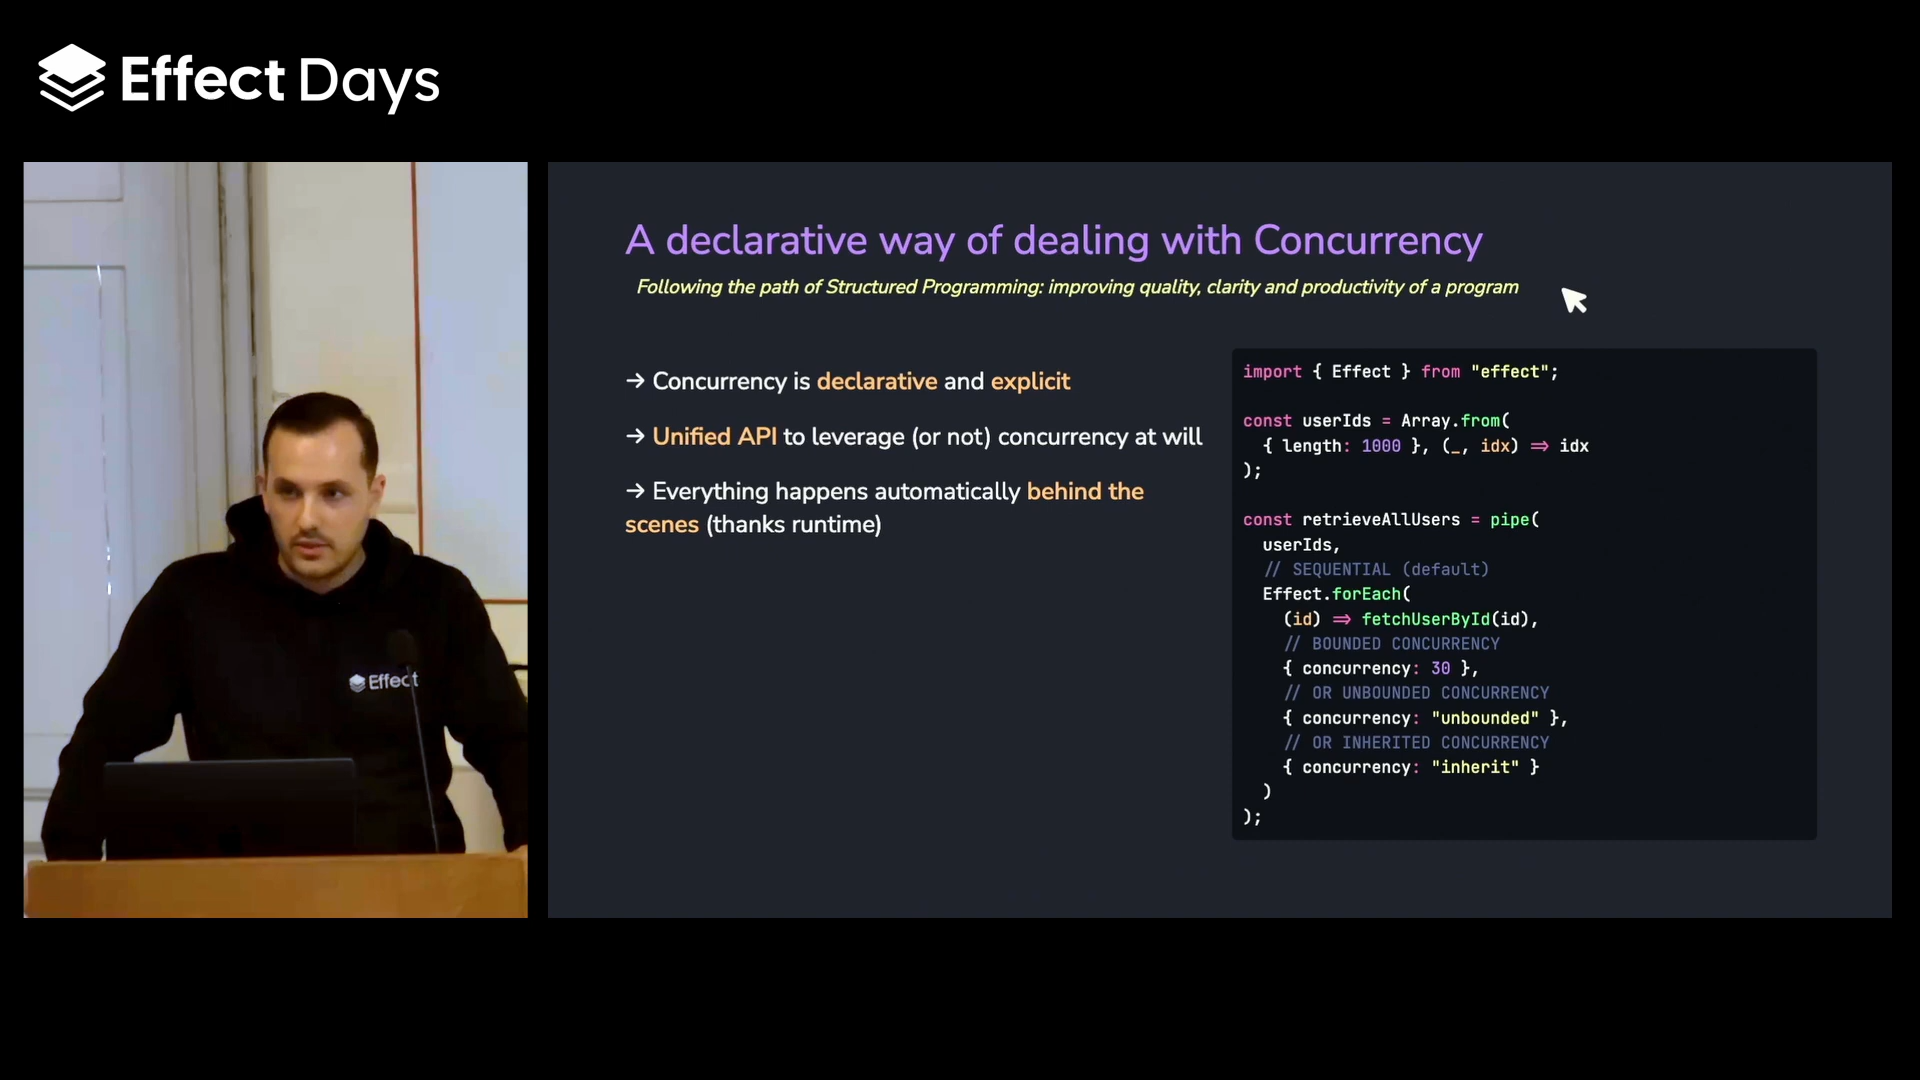 Effect Days
A declarative way of dealing with Concurrency
Following the path of Structured Programming: improving quality, clarity and productivity of a program
→ Concurrency is declarative and explicit
→ Unified API to leverage (or not) concurrency at will
→ Everything happens automatically behind the
scenes (thanks runtime)
import { Effect } from "effect";
const userIds = Array.from(
{ length: 1000 }, (_, idx) => idx
);
const retrieveAllUsers = pipe(
userIds,
// SEQUENTIAL (default)
Effect.forEach(
(id) => fetchUserById(id),
// BOUNDED CONCURRENCY
{ concurrency: 30 },
// OR UNBOUNDED CONCURRENCY
{ concurrency: "unbounded" },
// OR INHERITED CONCURRENCY
{ concurrency: "inherit" }
)
);
Effect